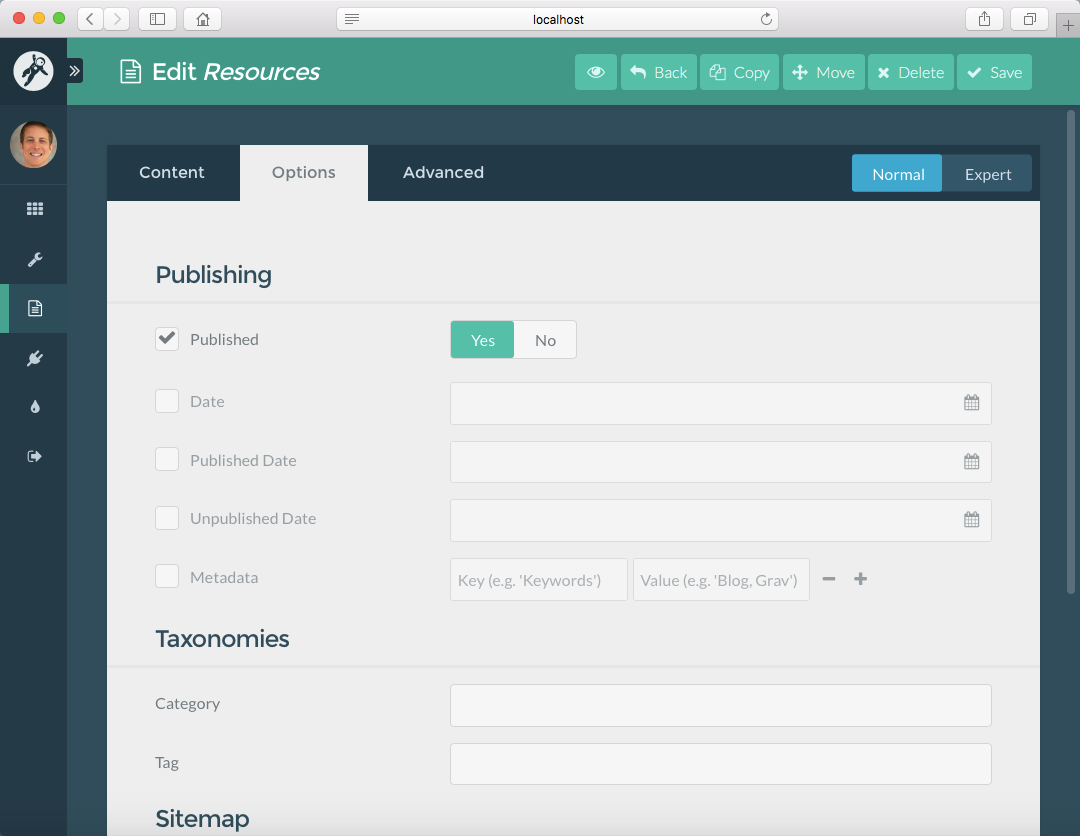 localhost
Edit Resources
Back
Copy
Move
Delete
Save
Content
Options
Advanced
Normal
Expert
Publishing
Published
Yes
No
Date
Published Date
Unpublished Date
Metadata
Key (e.g. 'Keywords')
Value (e.g. 'Blog, Grav')
Taxonomies
Category
Tag
Sitemap